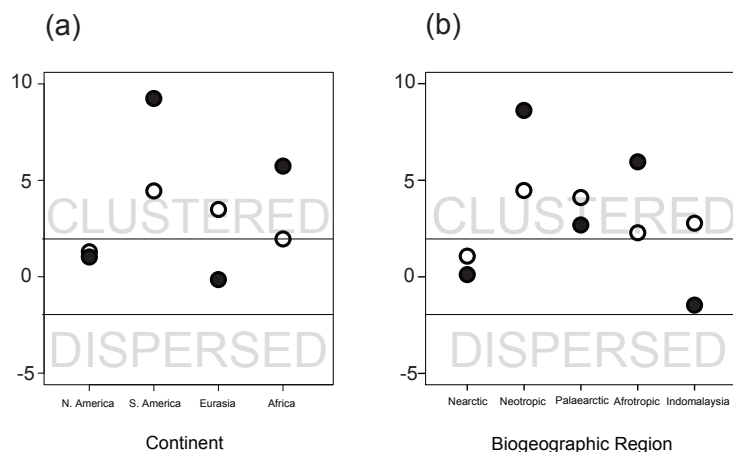 (a)
10
5
0
-5
CLUSTERED
DISPERSED
N. America S. America Eurasia Africa
Continent
(b)
10
5
0
-5
CLUSTERED
DISPERSED
Nearctic Neotropic Palaearctic Afrotropic Indomalaysia
Biogeographic Region